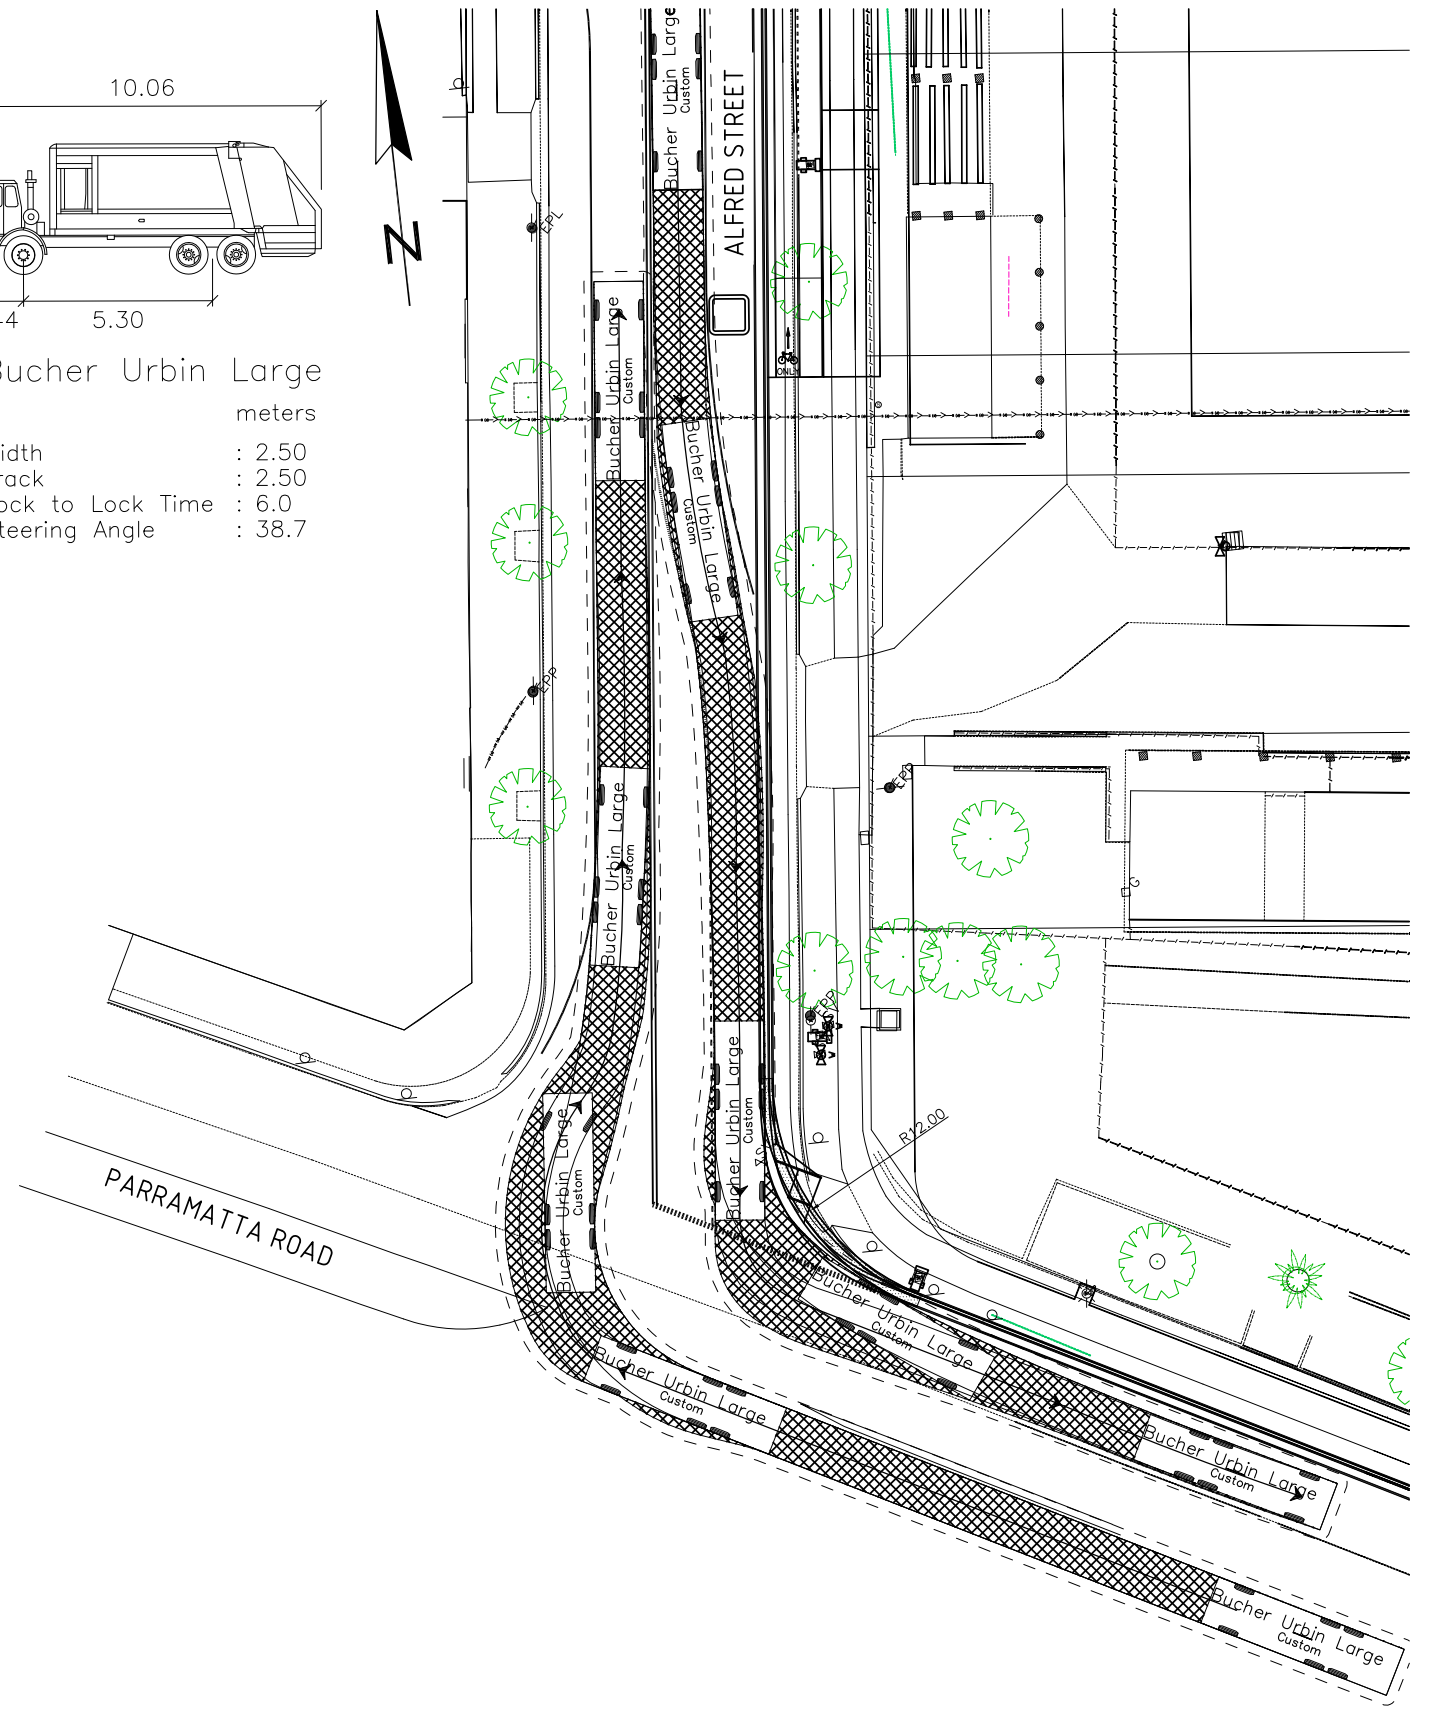 10.06
5.30
Bucher Urbin Large
meters
: 2.50
: 2.50
ock to Lock Time : 6.0
teering Angle : 38.7
N
EPL
EPP
ALFRED STREET
ONLY
Bucher Urbin Large
Custom
Bucher Urbin Large
Custom
Bucher Urbin Large
Custom
Bucher Urbin Large
Custom
EPP
G
EPP
R12.00
Bucher Urbin Large
Custom
Bucher Urbin Large
Custom
PARRAMATTA ROAD
Bucher Urbin Large
Custom
Bucher Urbin Large
Custom
Bucher Urbin Large
Custom
Bucher Urbin Large
Custom